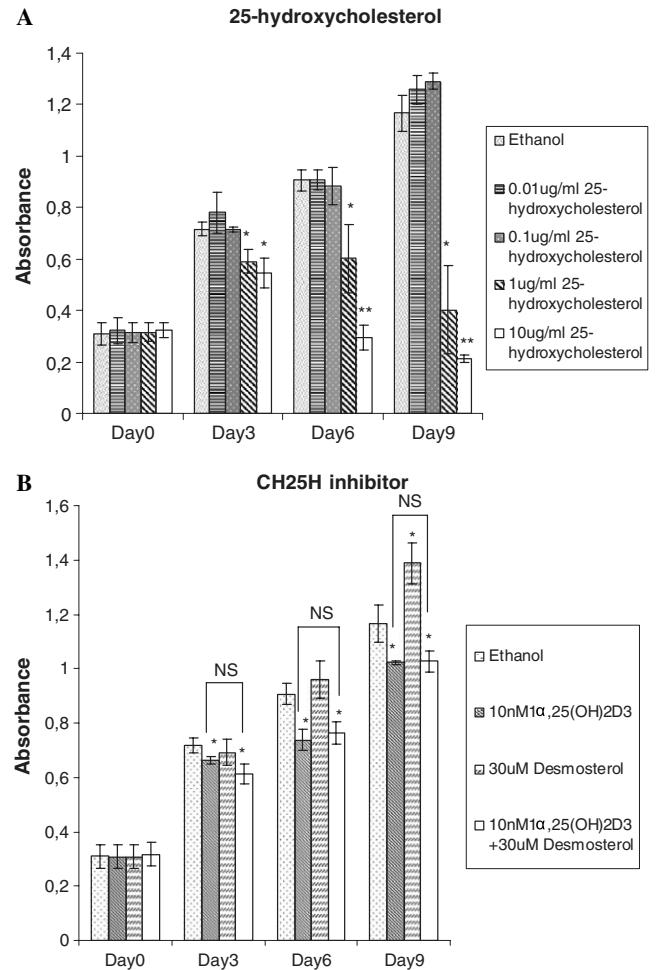 A
25-hydroxycholesterol
1,4
1,2
1
0,8
0,6
0,4
0,2
0
Absorbance
* *
*
**
*
**
Day0 Day3 Day6 Day9
Ethanol
0.01ug/ml 25-
hydroxycholesterol
0.1ug/ml 25-
hydroxycholesterol
1ug/ml 25-
hydroxycholesterol
10ug/ml 25-
hydroxycholesterol
B
CH25H inhibitor
1,6
1,4
1,2
1
0,8
0,6
0,4
0,2
0
Absorbance
NS
* *
NS
* *
NS
*
* *
Day0 Day3 Day6 Day9
Ethanol
10nM1α,25(OH)2D3
30uM Desmosterol
10nM1α,25(OH)2D3
+30uM Desmosterol